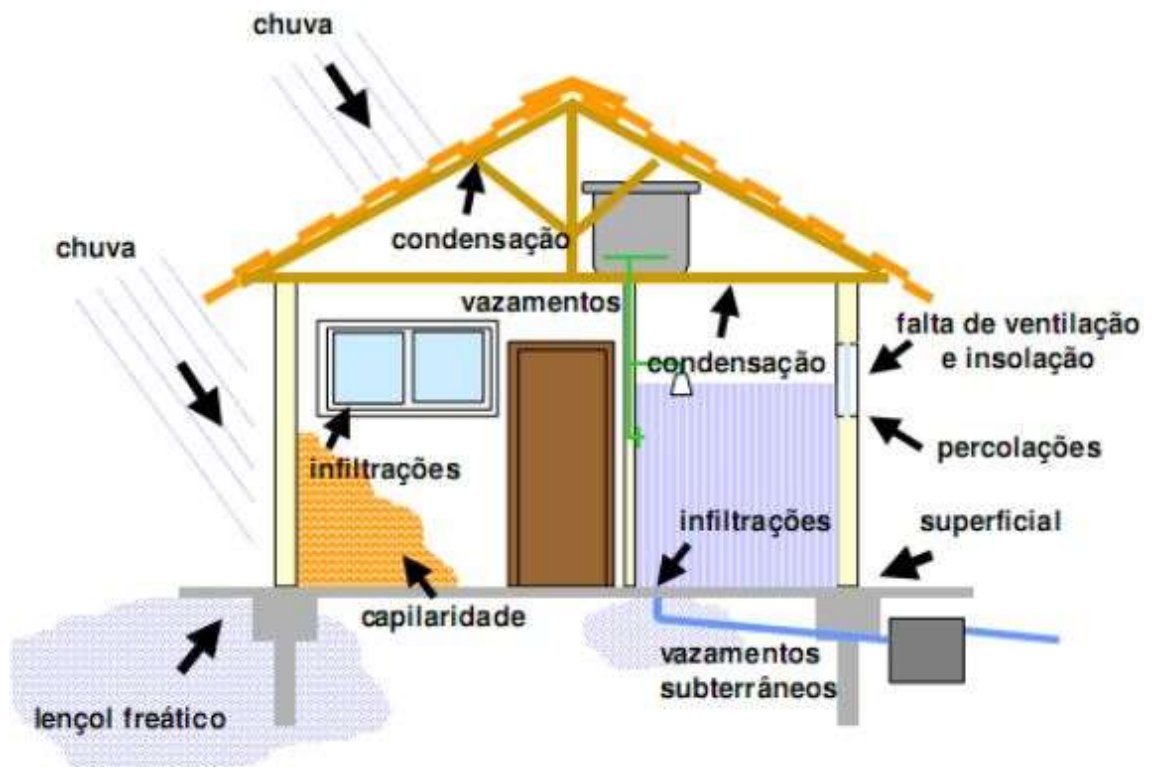 chuva
condensação
chuva
vazamentos
falta de ventilação
e insolação
condensação
infiltrações
percolações
infiltrações
superficial
capilaridade
vazamentos
subterrâneos
lençol freático